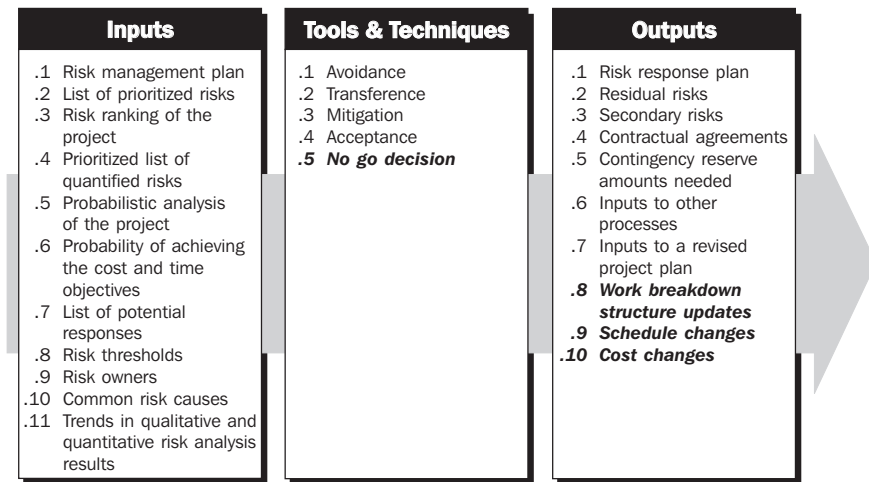 Inputs
.1 Risk management plan
.2 List of prioritized risks
.3 Risk ranking of the
project
.4 Prioritized list of
quantified risks
.5 Probabilistic analysis
of the project
.6 Probability of achieving
the cost and time
objectives
.7 List of potential
responses
.8 Risk thresholds
.9 Risk owners
.10 Common risk causes
.11 Trends in qualitative and
quantitative risk analysis
results
Tools & Techniques
.1 Avoidance
.2 Transference
.3 Mitigation
.4 Acceptance
.5 No go decision
Outputs
.1 Risk response plan
.2 Residual risks
.3 Secondary risks
.4 Contractual agreements
.5 Contingency reserve
amounts needed
.6 Inputs to other
processes
.7 Inputs to a revised
project plan
.8 Work breakdown
structure updates
.9 Schedule changes
.10 Cost changes